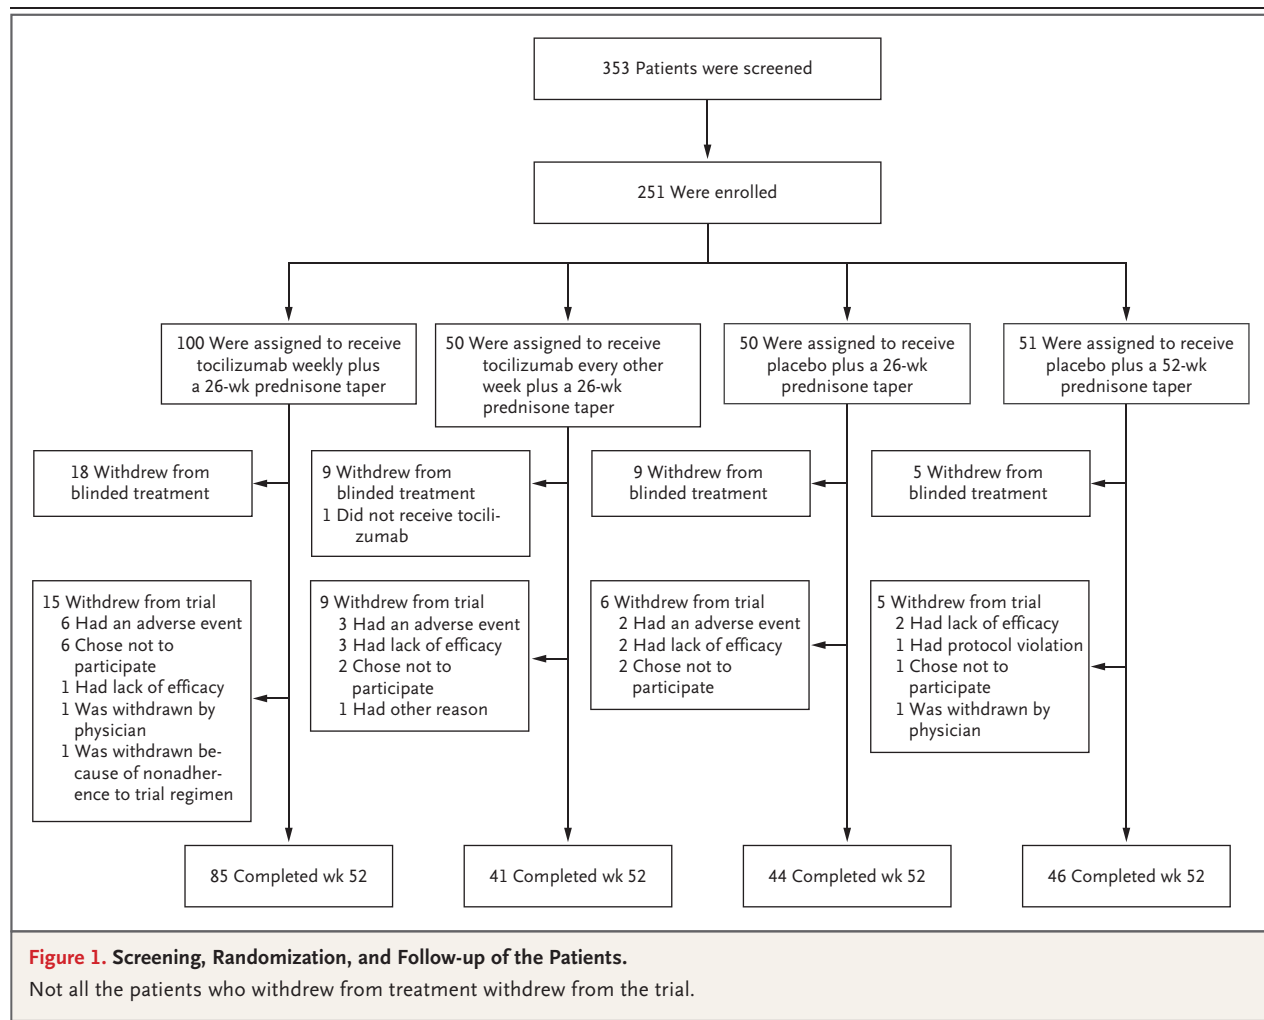 353 Patients were screened
251 Were enrolled
100 Were assigned to receive
tocilizumab weekly plus
a 26-wk prednisone taper
50 Were assigned to receive
tocilizumab every other
week plus a 26-wk
prednisone taper
50 Were assigned to receive
placebo plus a 26-wk
prednisone taper
51 Were assigned to receive
placebo plus a 52-wk
prednisone taper
18 Withdrew from
blinded treatment
9 Withdrew from
blinded treatment
1 Did not receive tocili-
zumab
9 Withdrew from
blinded treatment
5 Withdrew from
blinded treatment
15 Withdrew from trial
6 Had an adverse event
6 Chose not to
participate
1 Had lack of efficacy
1 Was withdrawn by
physician
1 Was withdrawn be-
cause of nonadher-
ence to trial regimen
9 Withdrew from trial
3 Had an adverse event
3 Had lack of efficacy
2 Chose not to
participate
1 Had other reason
6 Withdrew from trial
2 Had an adverse event
2 Had lack of efficacy
2 Chose not to
participate
5 Withdrew from trial
2 Had lack of efficacy
1 Had protocol violation
1 Chose not to
participate
1 Was withdrawn by
physician
85 Completed wk 52
41 Completed wk 52
44 Completed wk 52
46 Completed wk 52
Figure 1. Screening, Randomization, and Follow-up of the Patients.
Not all the patients who withdrew from treatment withdrew from the trial.